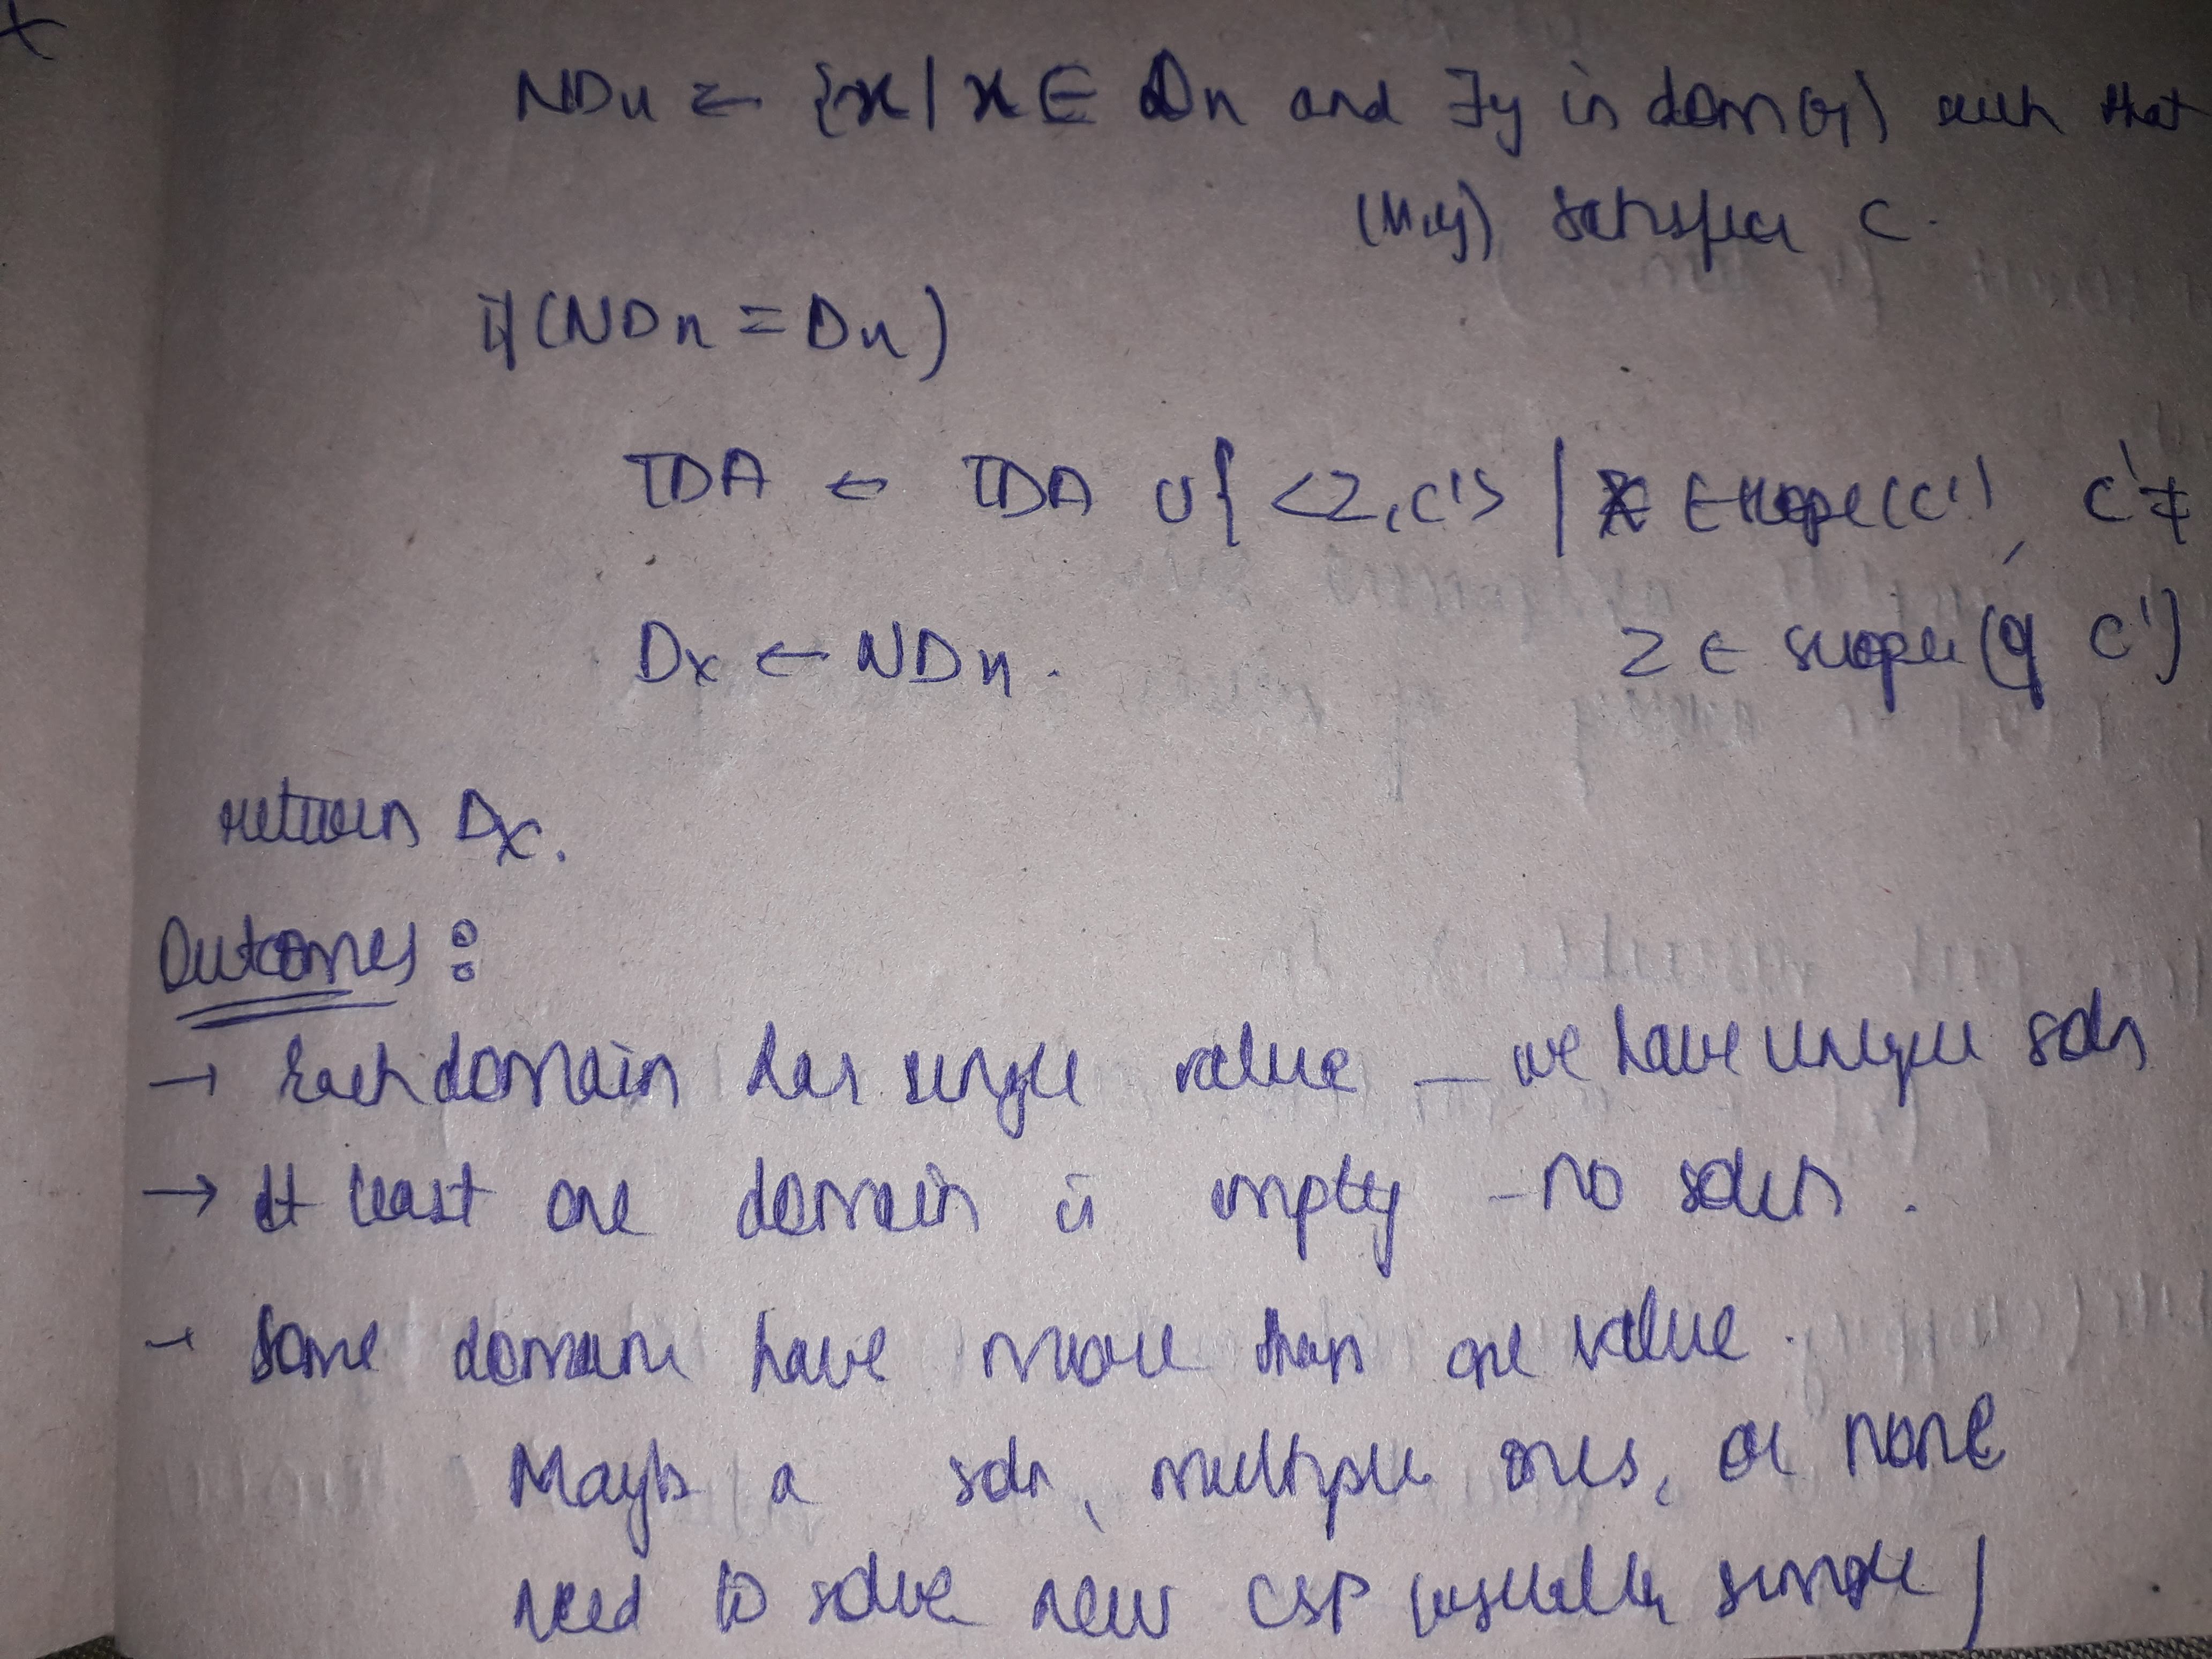 NDx ← {x | x ∈ Dx and ∃y in dom(y) such that
(x,y) satisfies C.
if (NDx = Dx)
TDA ← TDA ∪ { <Z, C'> | X ∈ scope(C'), C' ≠
Dx ← NDx. Z ∈ scope (of C')
return Dx.
Outcomes :
→ Each domain has single value – we have unique soln
→ At least one domain is empty – no soln.
- Some domains have more than one value.
Maybe a soln, multiple ones, or none
need to solve new CSP (usually simple)